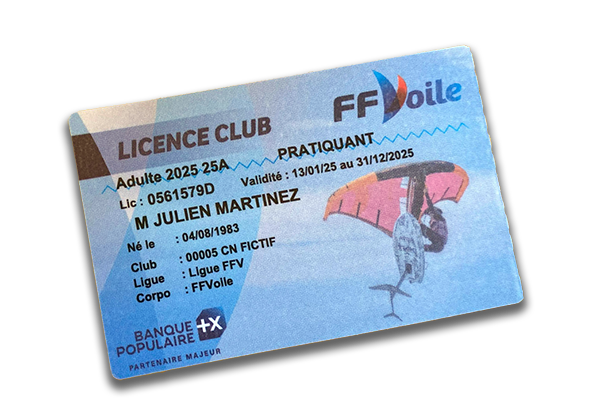 FFVoile
LICENCE CLUB
Adulte 2025 25A PRATIQUANT
Lic : 0561579D Validité : 13/01/25 au 31/12/2025
M JULIEN MARTINEZ
Né le : 04/08/1983
Club : 00005 CN FICTIF
Ligue : Ligue FFV
Corpo : FFVoile
BANQUE
POPULAIRE +X
PARTENAIRE MAJEUR